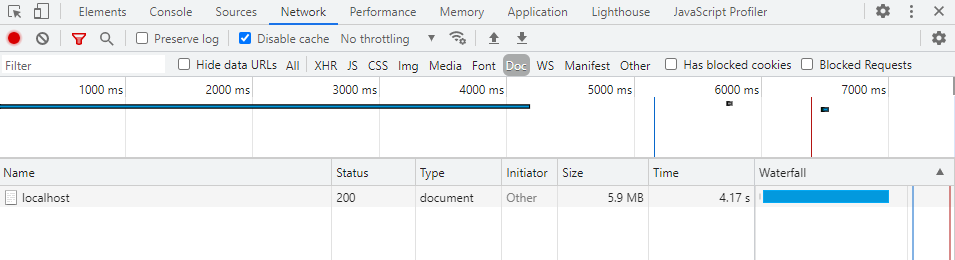 Elements Console Sources Network Performance Memory Application Lighthouse JavaScript Profiler
Preserve log Disable cache No throttling
Filter Hide data URLs All XHR JS CSS Img Media Font Doc WS Manifest Other Has blocked cookies Blocked Requests
1000 ms 2000 ms 3000 ms 4000 ms 5000 ms 6000 ms 7000 ms
Name Status Type Initiator Size Time Waterfall
localhost 200 document Other 5.9 MB 4.17 s